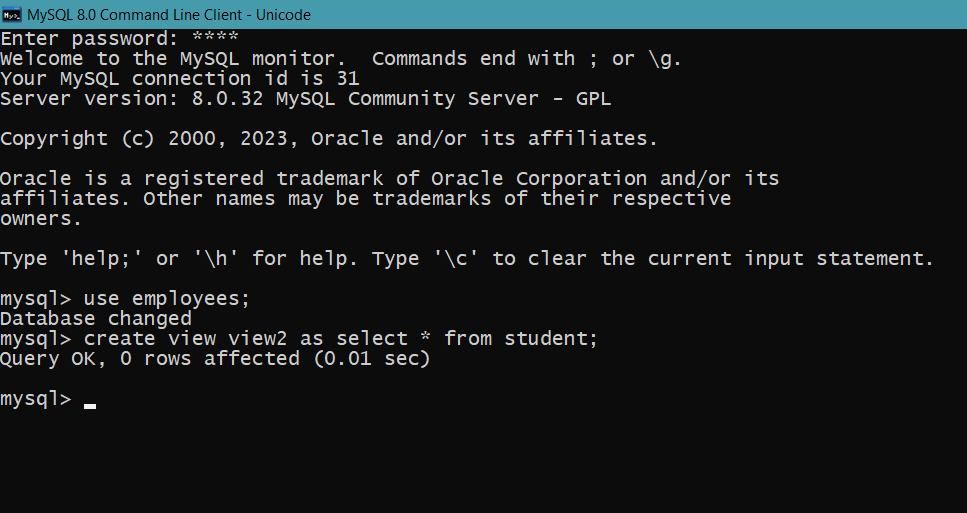 MySQL 8.0 Command Line Client - Unicode
Enter password: ****
Welcome to the MySQL monitor.  Commands end with ; or \g.
Your MySQL connection id is 31
Server version: 8.0.32 MySQL Community Server - GPL
Copyright (c) 2000, 2023, Oracle and/or its affiliates.
Oracle is a registered trademark of Oracle Corporation and/or its
affiliates. Other names may be trademarks of their respective
owners.
Type 'help;' or '\h' for help. Type '\c' to clear the current input statement.
mysql> use employees;
Database changed
mysql> create view view2 as select * from student;
Query OK, 0 rows affected (0.01 sec)
mysql>